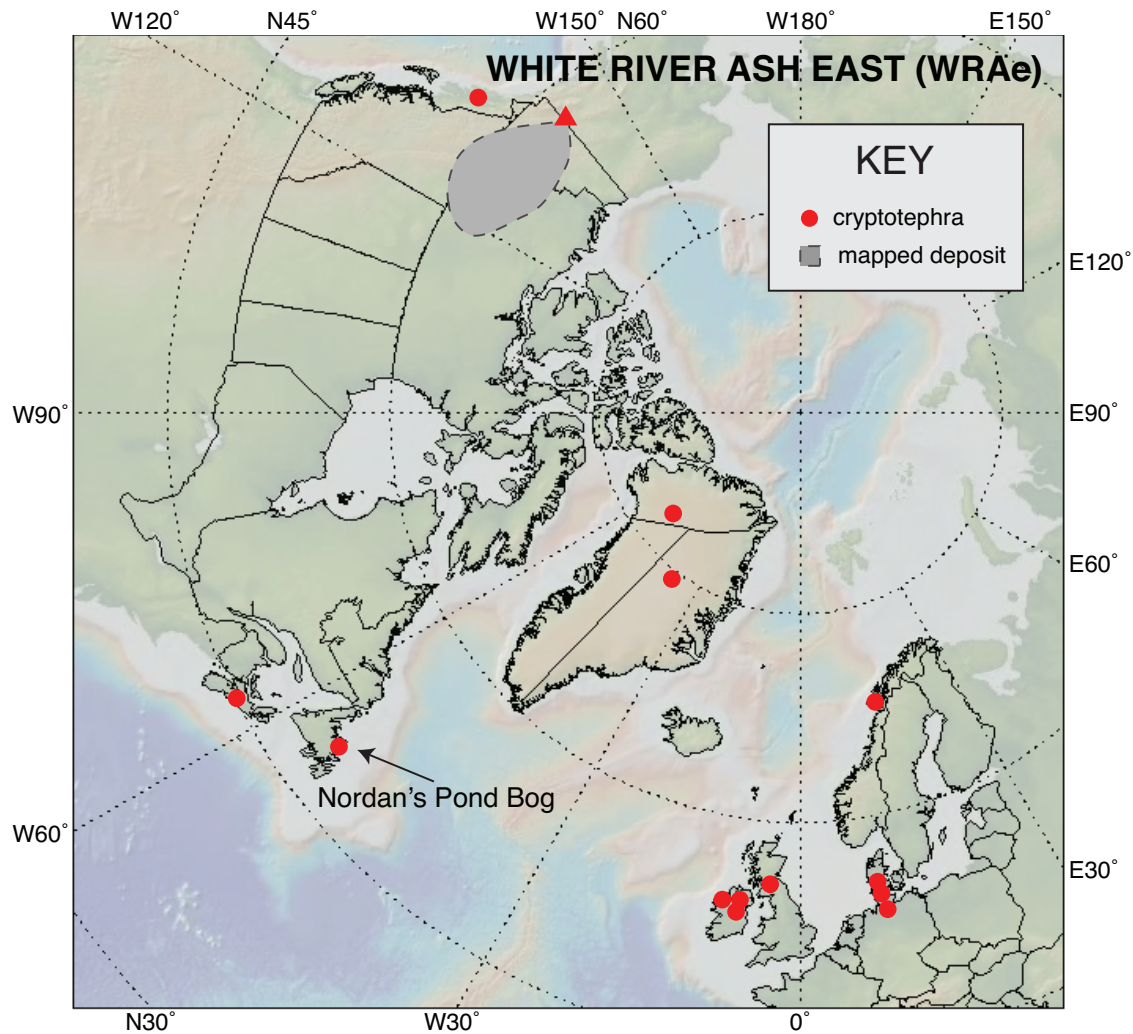 W120° N45° W150° N60° W180° E150°
WHITE RIVER ASH EAST (WRAe)
KEY
cryptotephra
mapped deposit
E120°
W90° E90°
E60°
Nordan's Pond Bog
W60°
E30°
N30° W30° 0°